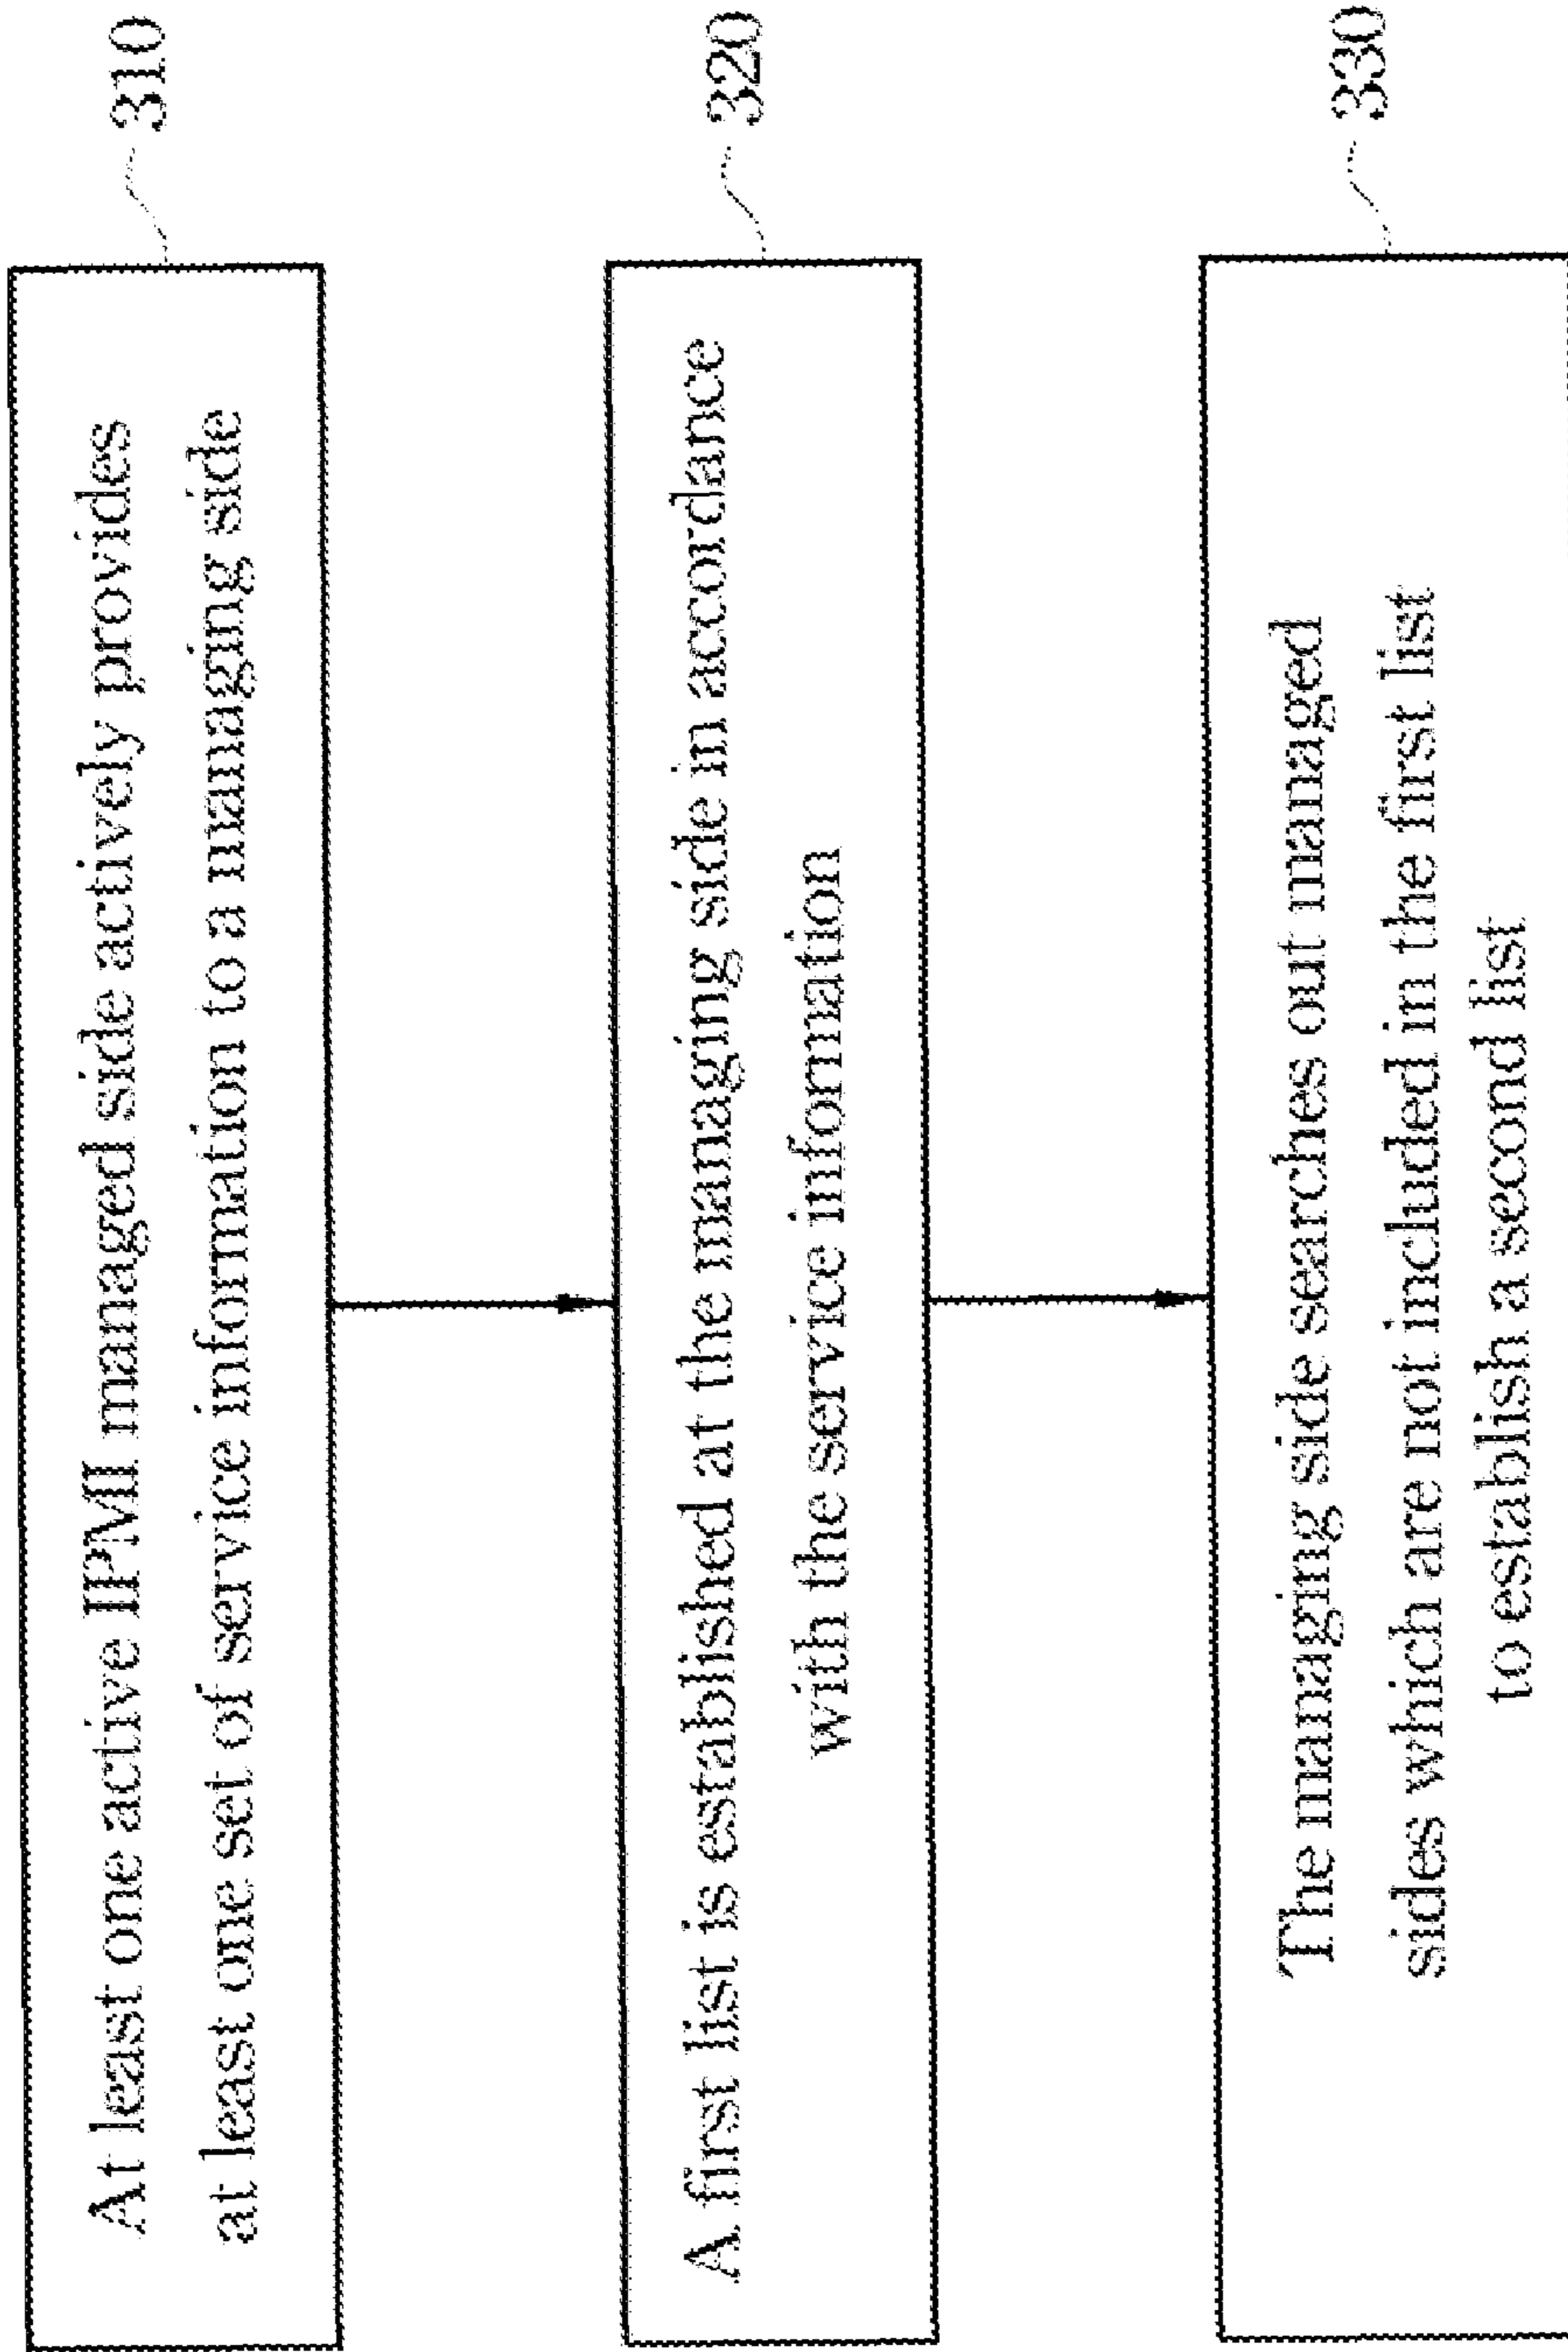 At least one active IPMI managed side actively provides
at least one set of service information to a managing side
310
A first list is established at the managing side in accordance
with the service information
320
The managing side searches out managed
sides which are not included in the first list
to establish a second list
330